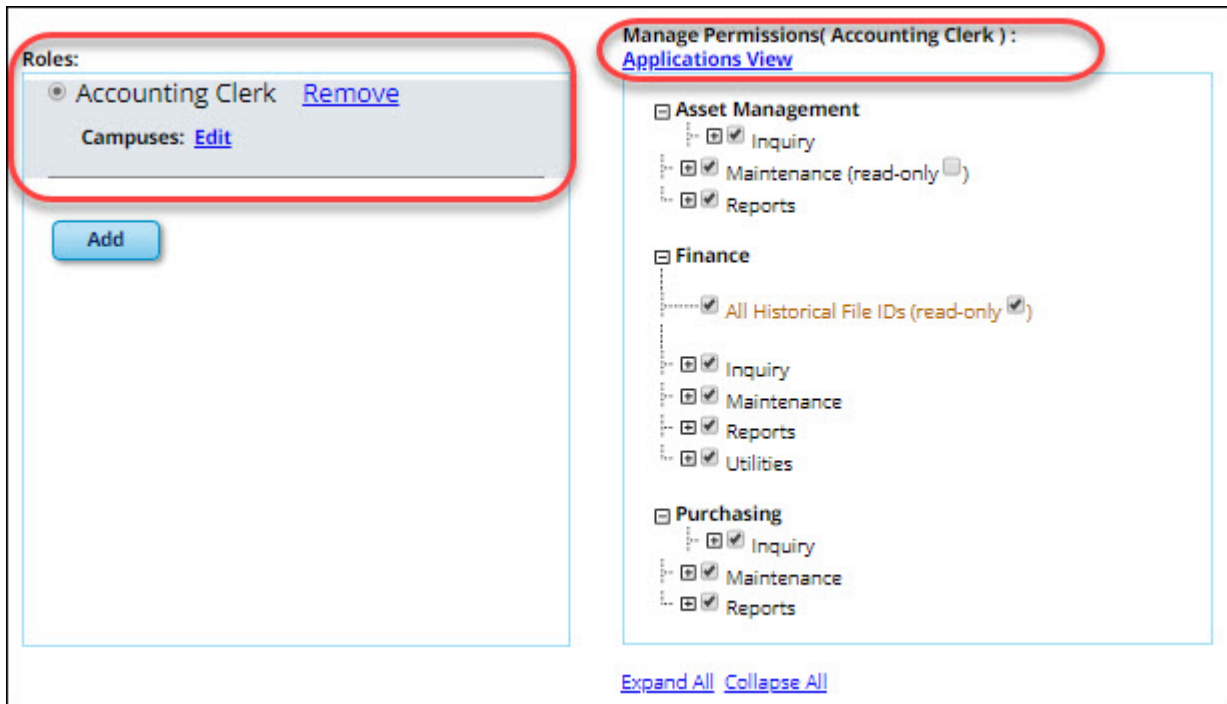 Roles:
Accounting Clerk Remove
Campuses: Edit
Add
Manage Permissions( Accounting Clerk ) :
Applications View
Asset Management
Inquiry
Maintenance (read-only )
Reports
Finance
All Historical File IDs (read-only )
Inquiry
Maintenance
Reports
Utilities
Purchasing
Inquiry
Maintenance
Reports
Expand All Collapse All